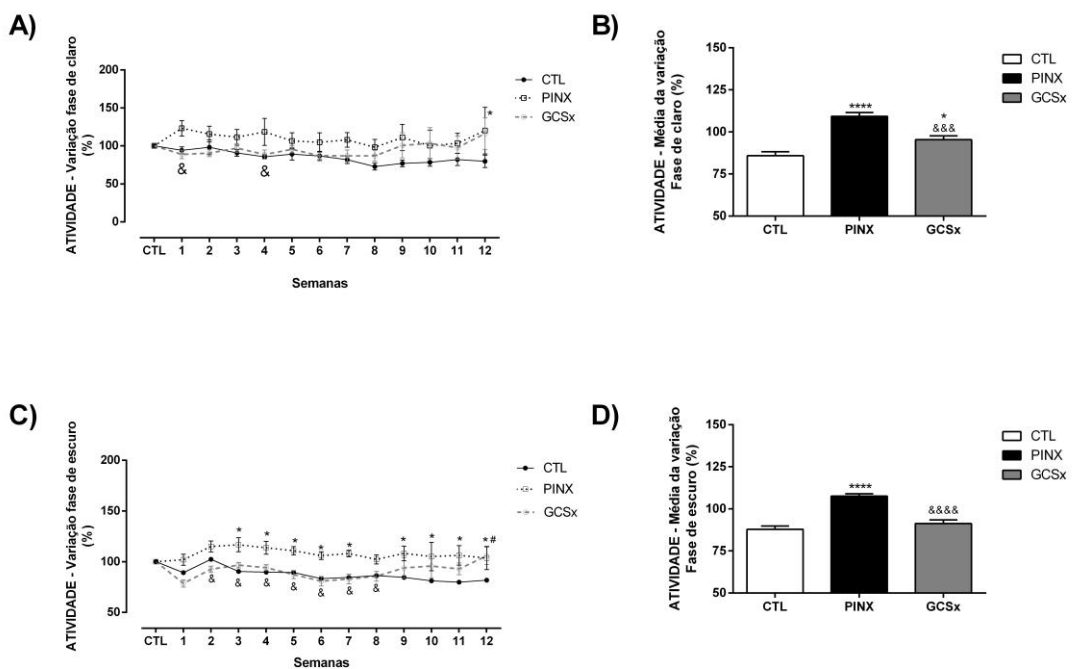 A)
ATIVIDADE - Variação fase de claro
(%)
200
150
100
50
0
CTL
PINX
GCSx
*
&
&
CTL 1 2 3 4 5 6 7 8 9 10 11 12
Semanas
B)
ATIVIDADE - Média da variação
Fase de claro (%)
150
125
100
75
50
****
*
&&&
CTL PINX GCSx
CTL
PINX
GCSx
C)
ATIVIDADE - Variação fase de escuro
(%)
200
150
100
50
CTL
PINX
GCSx
* * * * * * * * * *#
& & & & & & &
CTL 1 2 3 4 5 6 7 8 9 10 11 12
Semanas
D)
ATIVIDADE - Média da variação
Fase de escuro (%)
150
125
100
75
50
****
&&&&
CTL PINX GCSx
CTL
PINX
GCSx